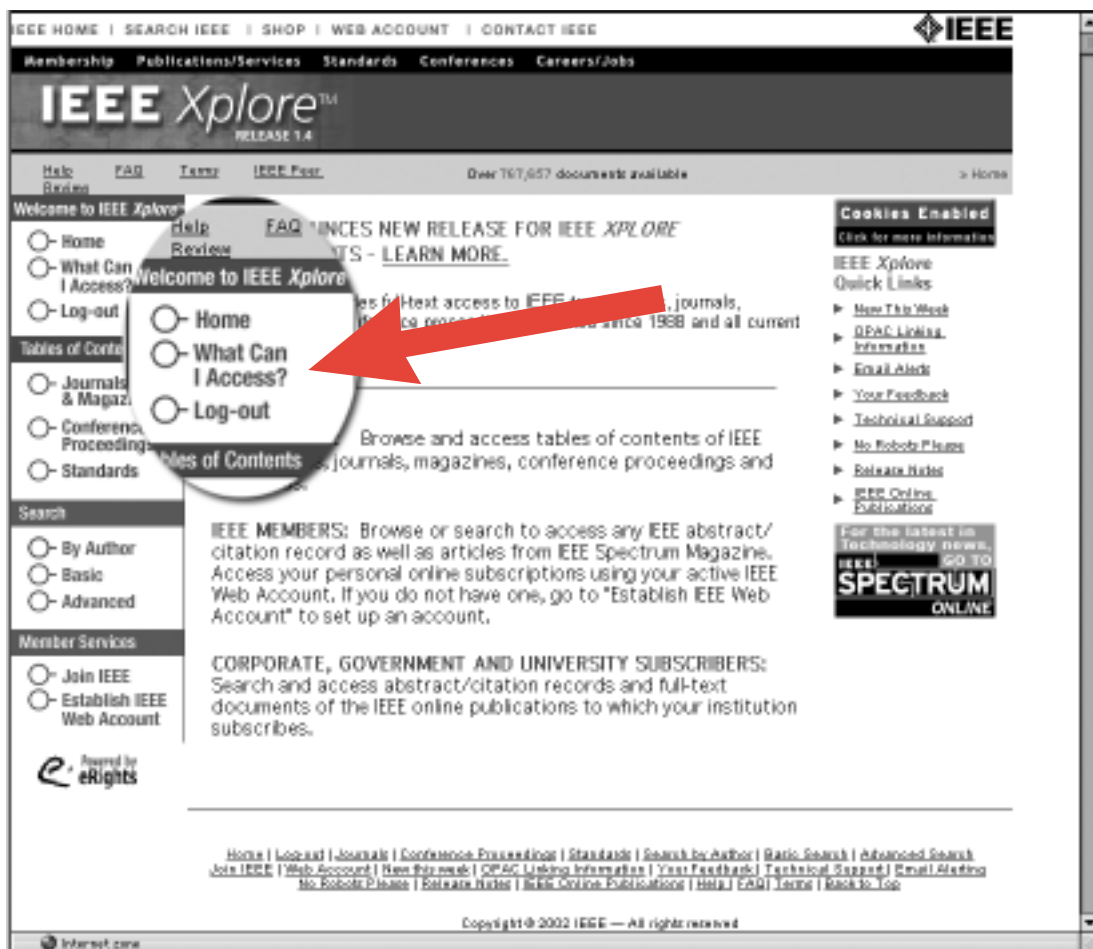 IEEE HOME | SEARCH IEEE | SHOP | WEB ACCOUNT | CONTACT IEEE
IEEE
Membership Publications/Services Standards Conferences Careers/Jobs
IEEE Xplore™
RELEASE 1.4
Help FAQ Terms IEEE Peer
Review
Over 767,657 documents available
> Home
Welcome to IEEE Xplore
Home
What Can
I Access?
Log-out
Tables of Conte
Journals
& Magaz
Conferenc
Proceedings
Standards
Search
By Author
Basic
Advanced
Member Services
Join IEEE
Establish IEEE
Web Account
Powered by
eRights
Help FAQ
Review
Welcome to IEEE Xplore
Home
What Can
I Access?
Log-out
bles of Contents
NCES NEW RELEASE FOR IEEE XPLORE
TS - LEARN MORE.
full-text access to IEEE journals,
since 1988 and all current
Browse and access tables of contents of IEEE
journals, magazines, conference proceedings and
IEEE MEMBERS: Browse or search to access any IEEE abstract/
citation record as well as articles from IEEE Spectrum Magazine.
Access your personal online subscriptions using your active IEEE
Web Account. If you do not have one, go to "Establish IEEE Web
Account" to set up an account.
CORPORATE, GOVERNMENT AND UNIVERSITY SUBSCRIBERS:
Search and access abstract/citation records and full-text
documents of the IEEE online publications to which your institution
subscribes.
Cookies Enabled
Click for more information
IEEE Xplore
Quick Links
New This Week
OPAC Linking
Information
Email Alerts
Your Feedback
Technical Support
No Robots Please
Release Notes
IEEE Online
Publications
For the latest in
Technology news,
IEEE GO TO
SPECTRUM
ONLINE
Home | Log-out | Journals | Conference Proceedings | Standards | Search by Author | Basic Search | Advanced Search
Join IEEE | Web Account | New this week | OPAC Linking Information | Your Feedback | Technical Support | Email Alerting
No Robots Please | Release Notes | IEEE Online Publications | Help | FAQ | Terms | Back to Top
Copyright © 2002 IEEE — All rights reserved
Internet zone